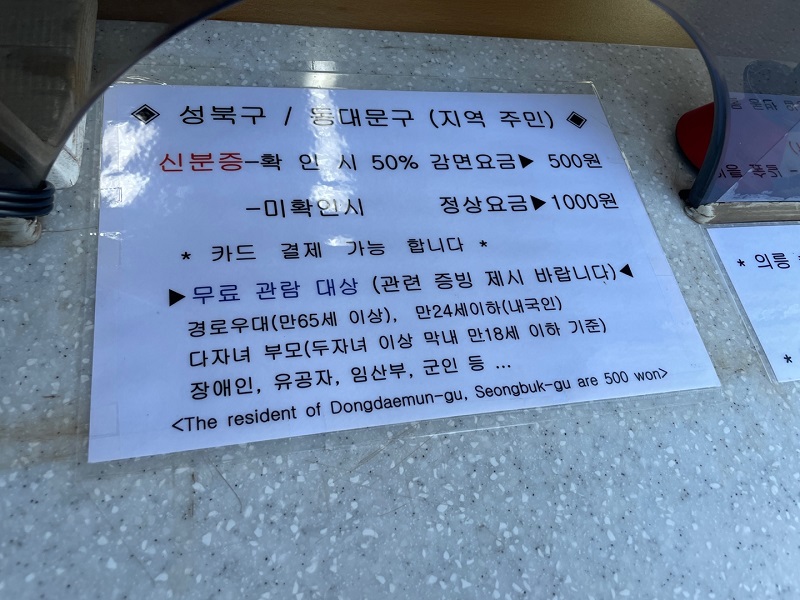 ◈ 성북구 / 동대문구 (지역 주민) ◈
신분증-확 인 시 50% 감면요금▶ 500원
-미확인시 정상요금▶1000원
* 카드 결제 가능 합니다 *
▶무료 관람 대상 (관련 증빙 제시 바랍니다)◀
경로우대(만65세 이상), 만24세이하(내국인)
다자녀 부모(두자녀 이상 막내 만18세 이하 기준)
장애인, 유공자, 임산부, 군인 등 ...
<The resident of Dongdaemun-gu, Seongbuk-gu are 500 won>
* 의릉
*